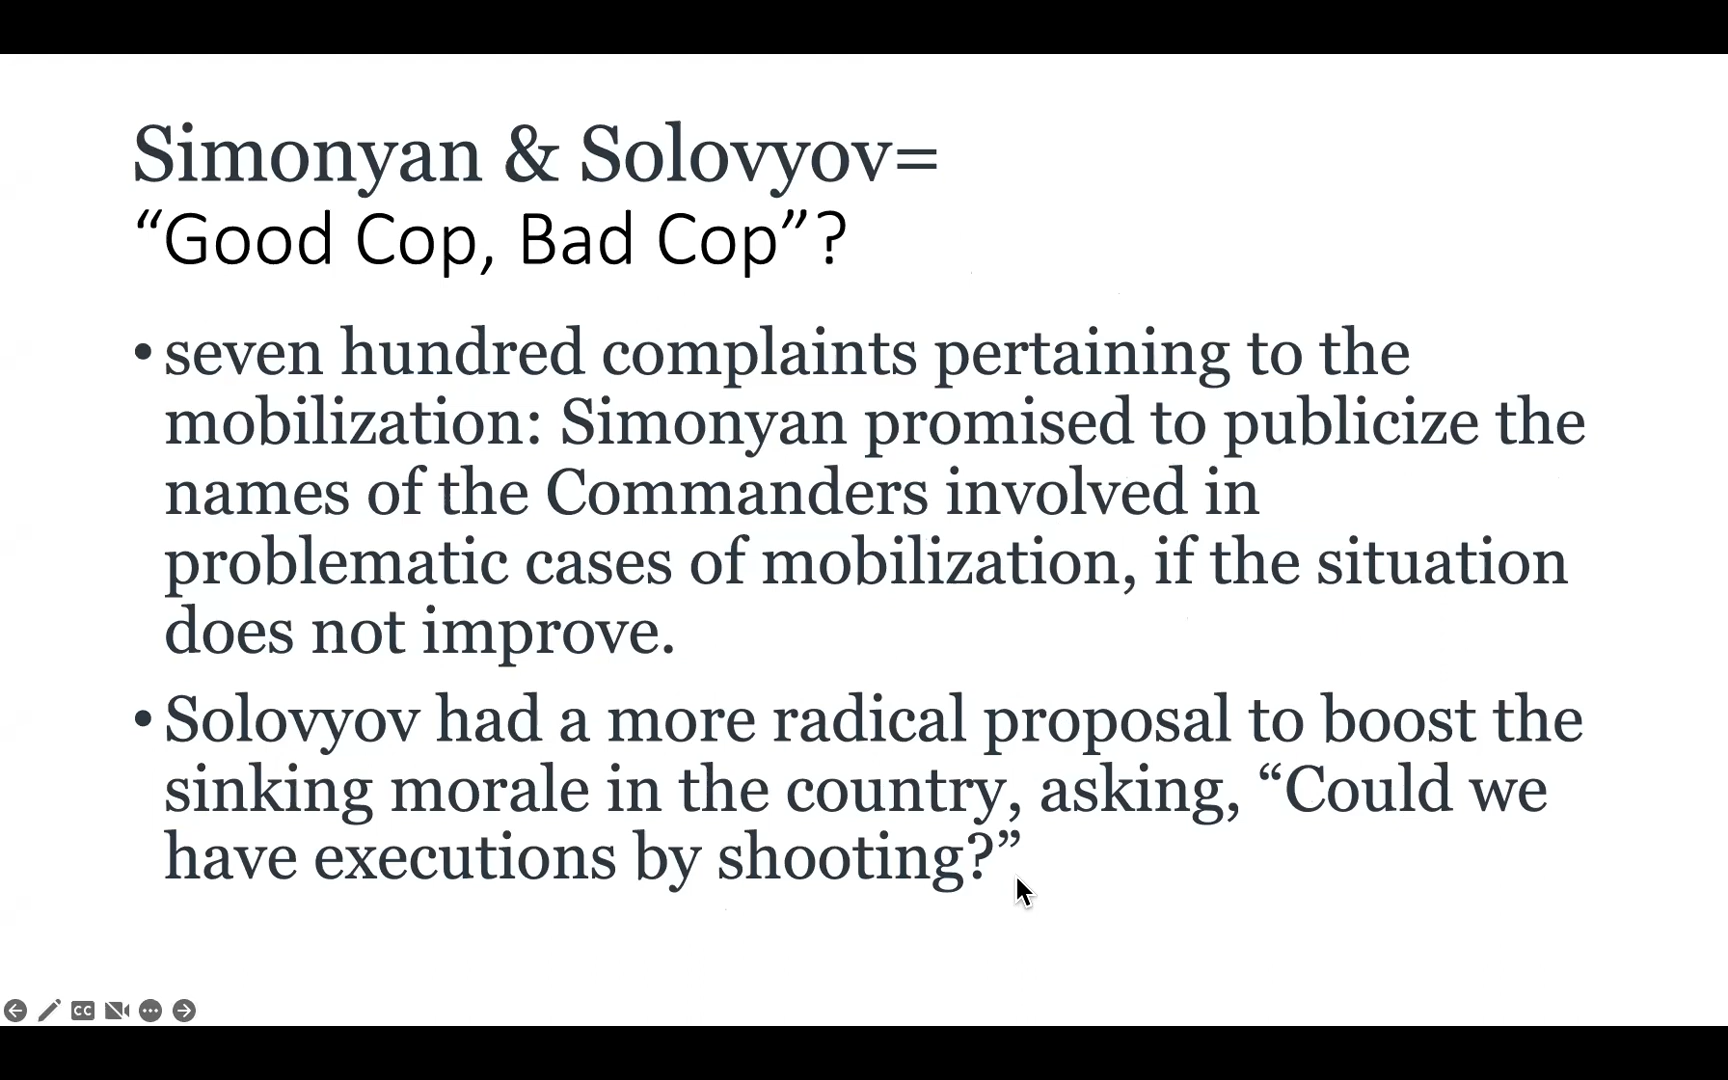 Simonyan & Solovyov=
“Good Cop, Bad Cop”?
• seven hundred complaints pertaining to the
mobilization: Simonyan promised to publicize the
names of the Commanders involved in
problematic cases of mobilization, if the situation
does not improve.
• Solovyov had a more radical proposal to boost the
sinking morale in the country, asking, “Could we
have executions by shooting?”
CC